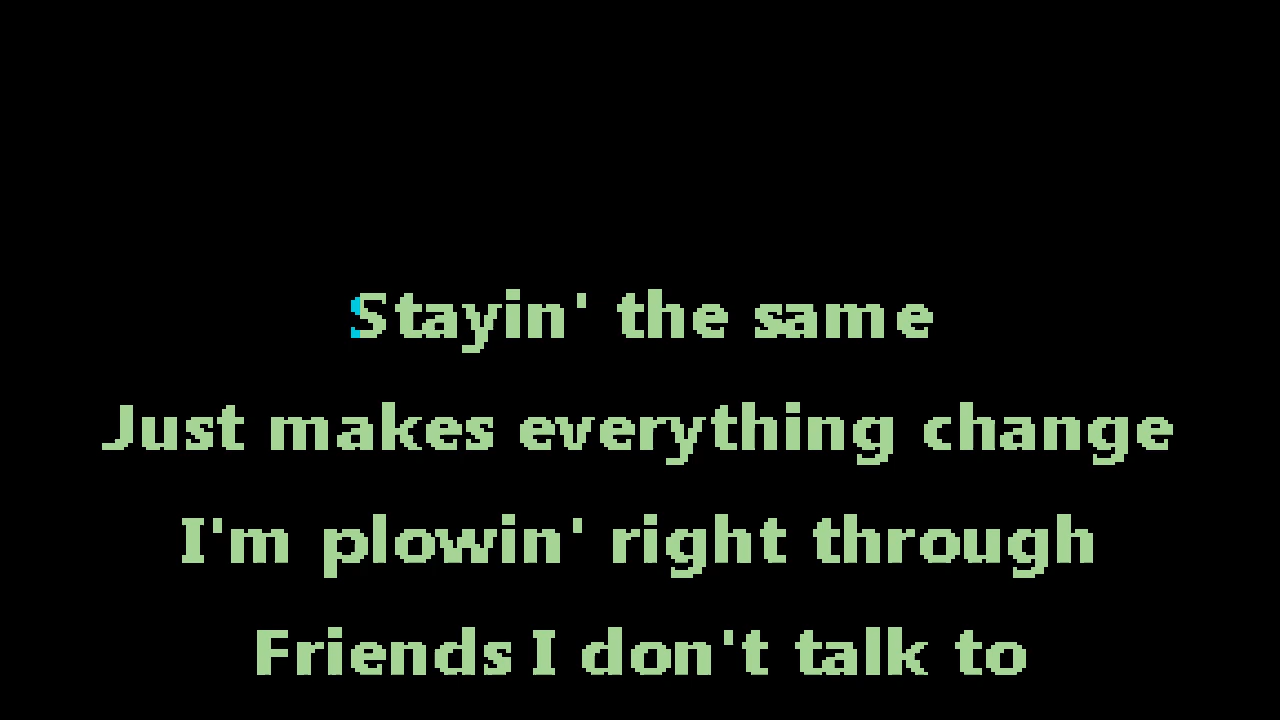 Stayin' the same
Just makes everything change
I'm plowin' right through
Friends I don't talk to